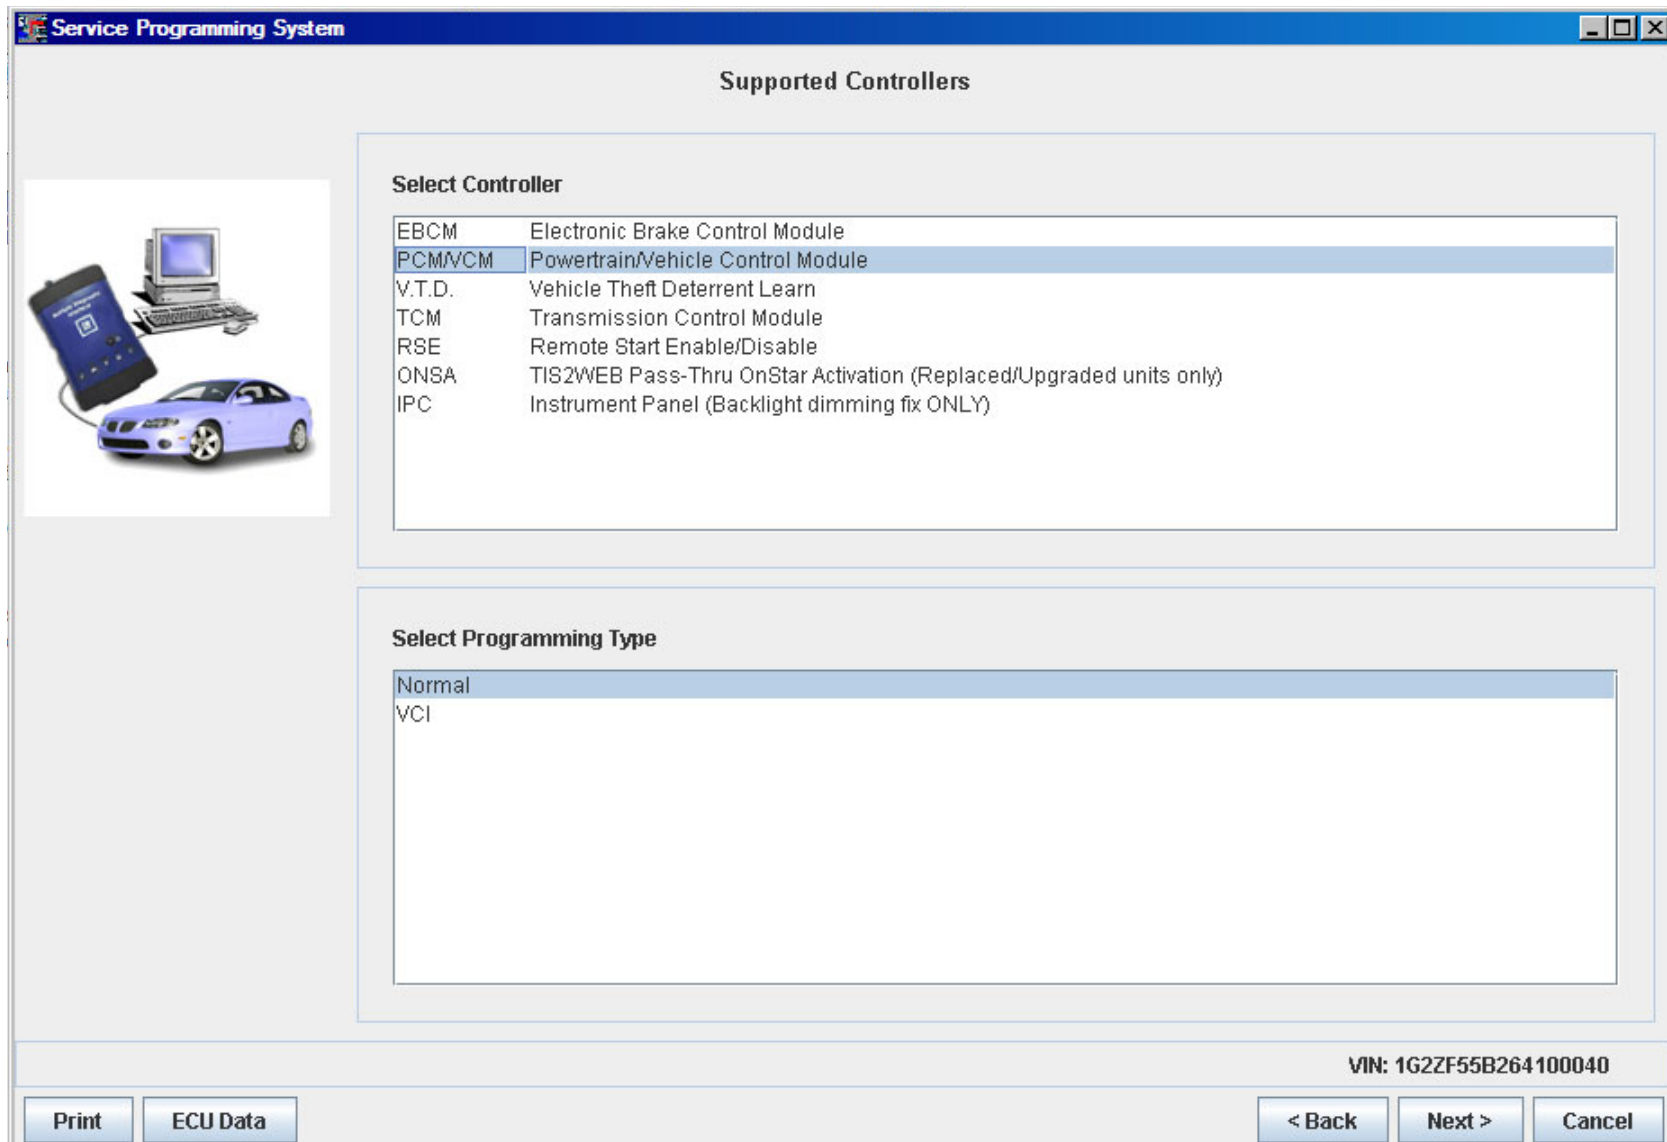 Service Programming System
Supported Controllers
Select Controller
EBCM Electronic Brake Control Module
PCM/VCM Powertrain/Vehicle Control Module
V.T.D. Vehicle Theft Deterrent Learn
TCM Transmission Control Module
RSE Remote Start Enable/Disable
ONSA TIS2WEB Pass-Thru OnStar Activation (Replaced/Upgraded units only)
IPC Instrument Panel (Backlight dimming fix ONLY)
Select Programming Type
Normal
VCI
VIN: 1G2ZF55B264100040
Print ECU Data < Back Next > Cancel